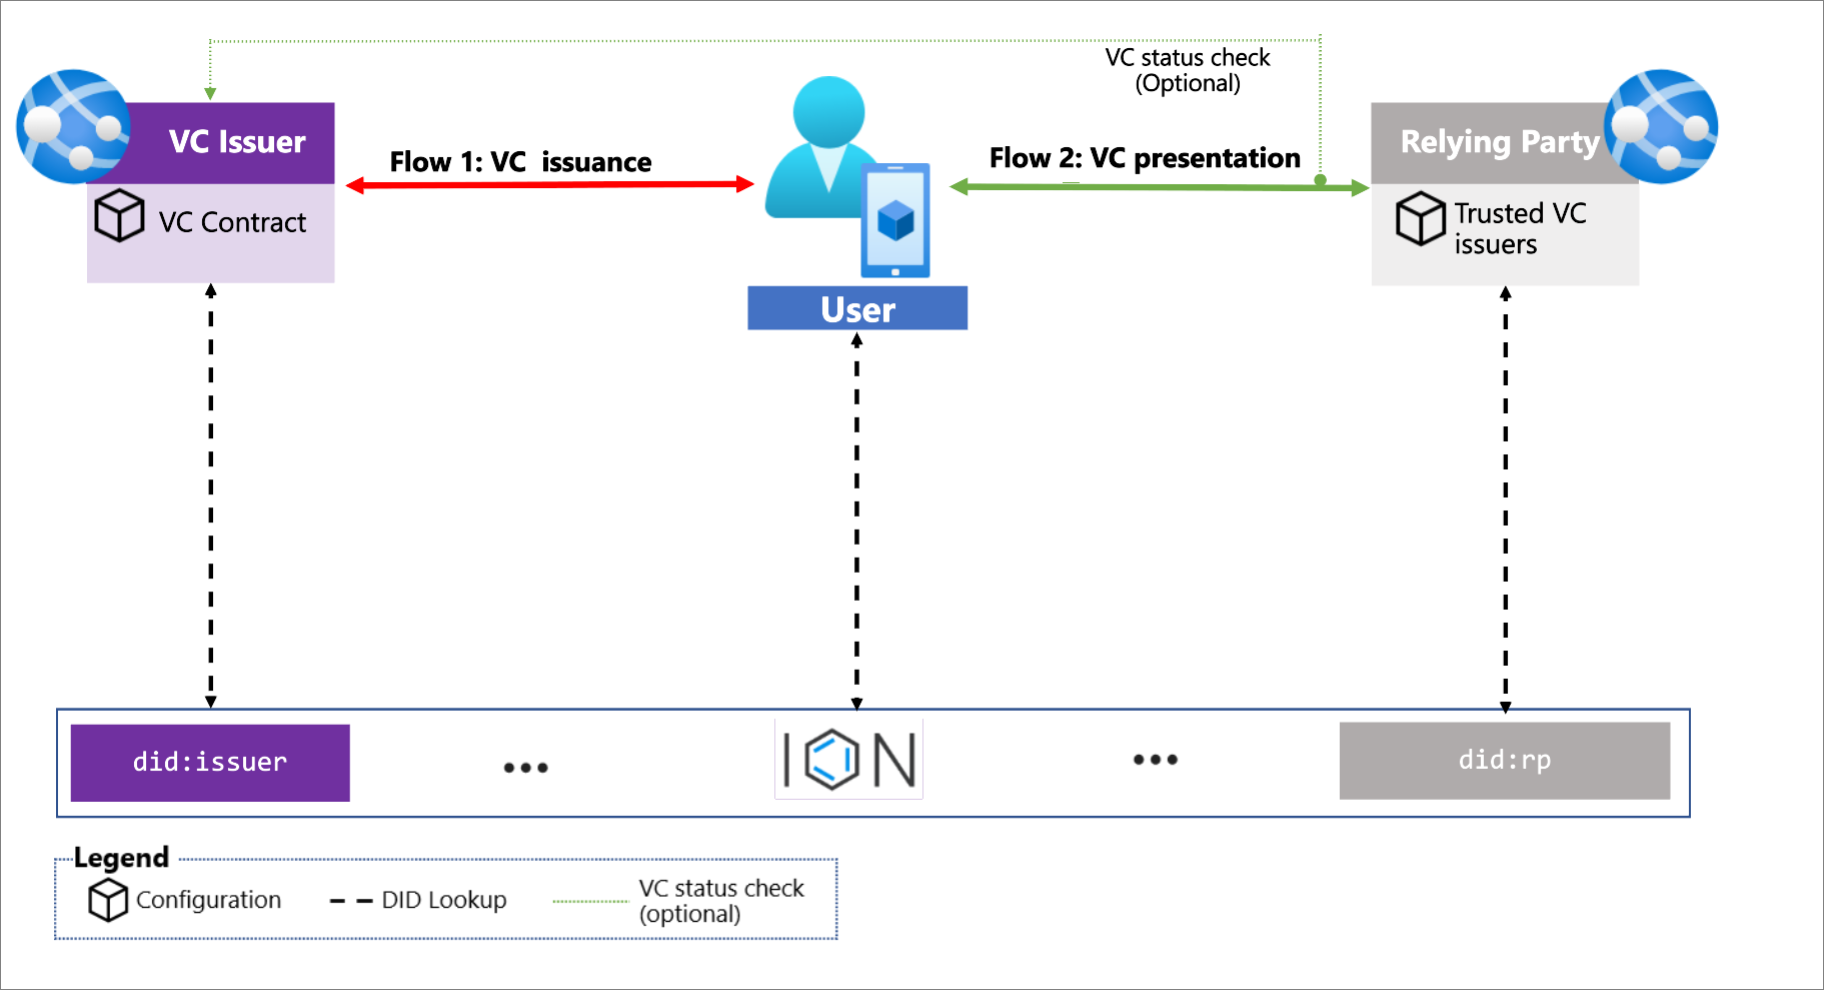 VC status check
(Optional)
VC Issuer
Flow 1: VC  issuance
Flow 2: VC presentation
Relying Party
VC Contract
Trusted VC
issuers
User
did:issuer
•••
ION
•••
did:rp
Legend
Configuration
DID Lookup
VC status check
(optional)